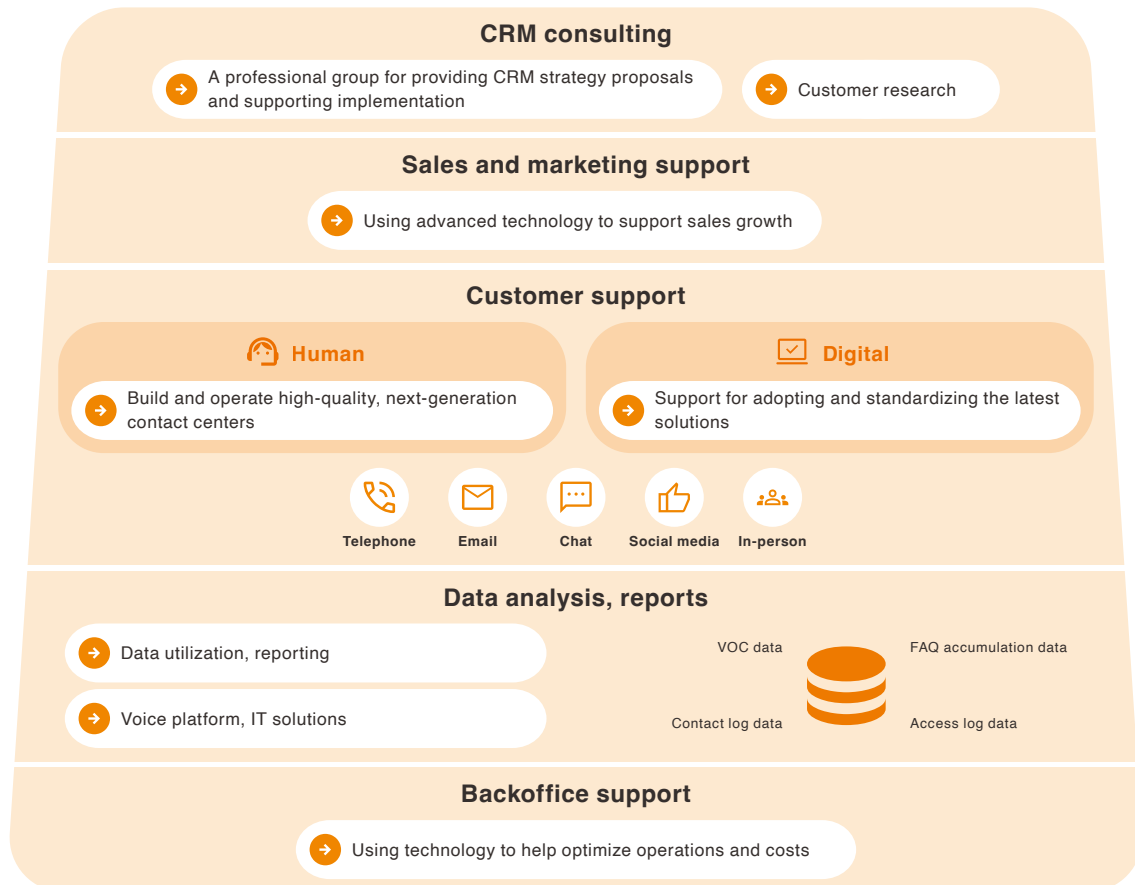 CRM consulting
A professional group for providing CRM strategy proposals
and supporting implementation
Customer research
Sales and marketing support
Using advanced technology to support sales growth
Customer support
Human
Build and operate high-quality, next-generation
contact centers
Digital
Support for adopting and standardizing the latest
solutions
Telephone
Email
Chat
Social media
In-person
Data analysis, reports
Data utilization, reporting
Voice platform, IT solutions
VOC data
FAQ accumulation data
Contact log data
Access log data
Backoffice support
Using technology to help optimize operations and costs